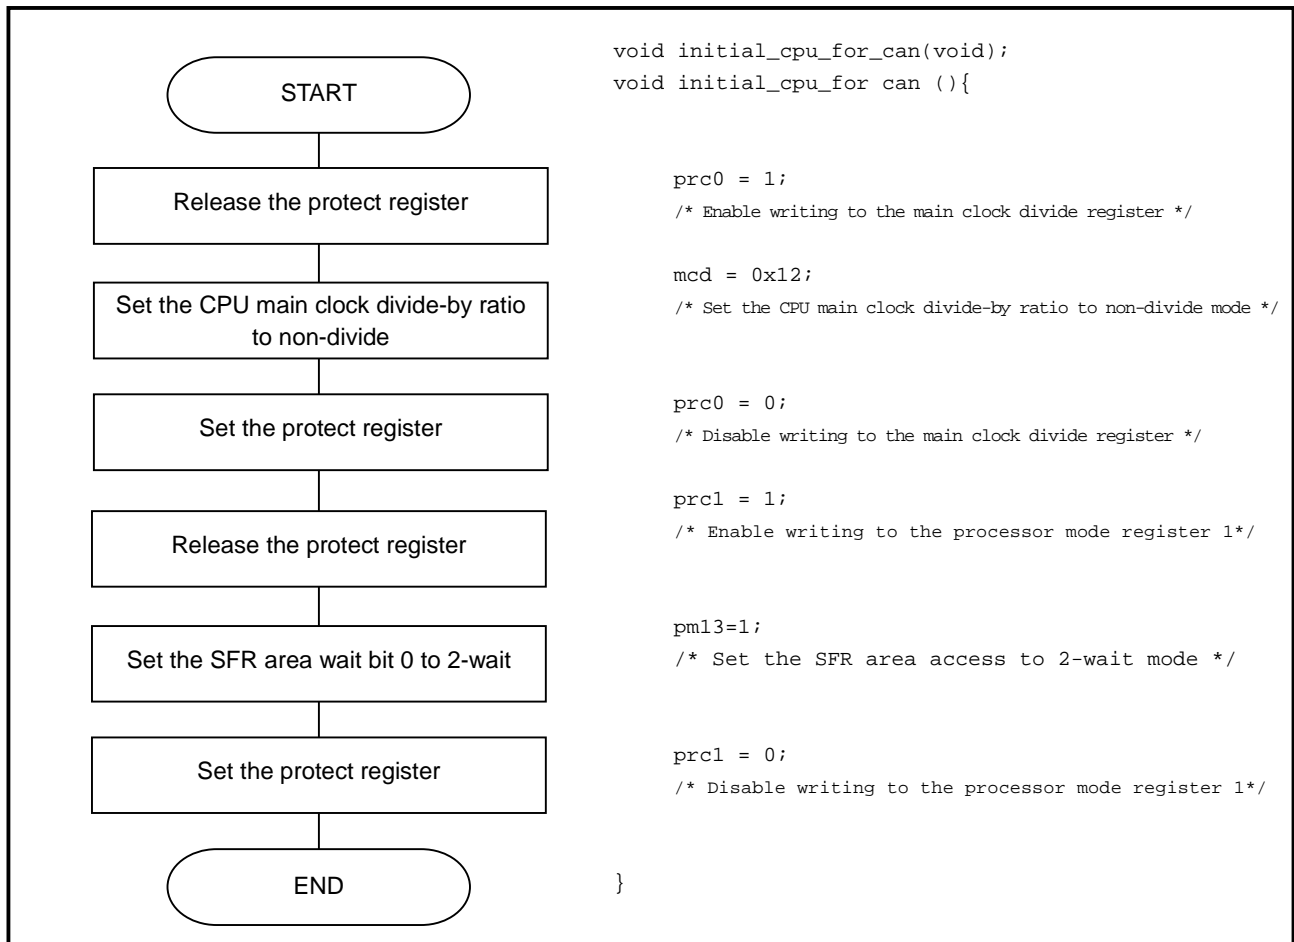 void initial_cpu_for_can(void);
void initial_cpu_for can (){
START
Release the protect register
prc0 = 1;
/* Enable writing to the main clock divide register */
Set the CPU main clock divide-by ratio
to non-divide
mcd = 0x12;
/* Set the CPU main clock divide-by ratio to non-divide mode */
Set the protect register
prc0 = 0;
/* Disable writing to the main clock divide register */
Release the protect register
prc1 = 1;
/* Enable writing to the processor mode register 1*/
Set the SFR area wait bit 0 to 2-wait
pm13=1;
/* Set the SFR area access to 2-wait mode */
Set the protect register
prc1 = 0;
/* Disable writing to the processor mode register 1*/
END
}